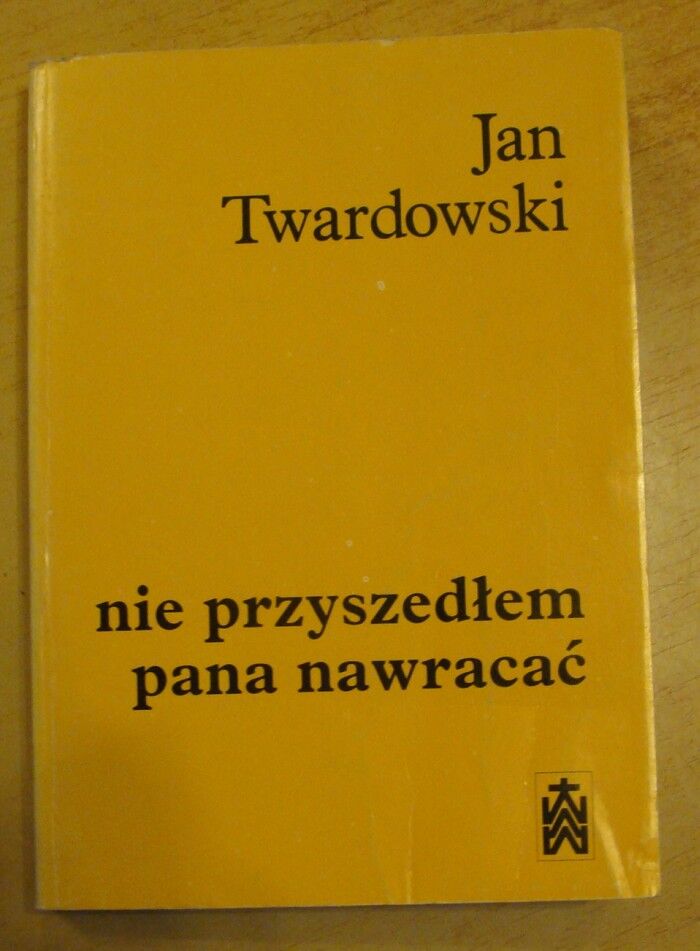 Jan
Twardowski
nie przyszedłem
pana nawracać